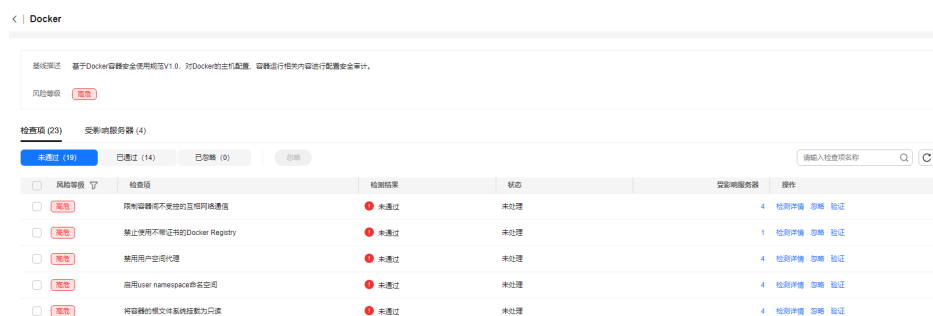 < | Docker
基线描述 基于Docker容器安全使用规范V1.0，对Docker的主机配置、容器运行相关内容进行配置安全审计。
风险等级 高危
检查项 (23) 受影响服务器 (4)
未通过 (19) 已通过 (14) 已忽略 (0) 忽略 请输入检查项名称
风险等级 检查项 检测结果 状态 受影响服务器 操作
高危 限制容器间不受控的互相网络通信 未通过 未处理 4 检测详情 忽略 验证
高危 禁止使用不带证书的Docker Registry 未通过 未处理 1 检测详情 忽略 验证
高危 禁用用户空间代理 未通过 未处理 4 检测详情 忽略 验证
高危 启用user namespace命名空间 未通过 未处理 4 检测详情 忽略 验证
高危 将容器的根文件系统挂载为只读 未通过 未处理 4 检测详情 忽略 验证